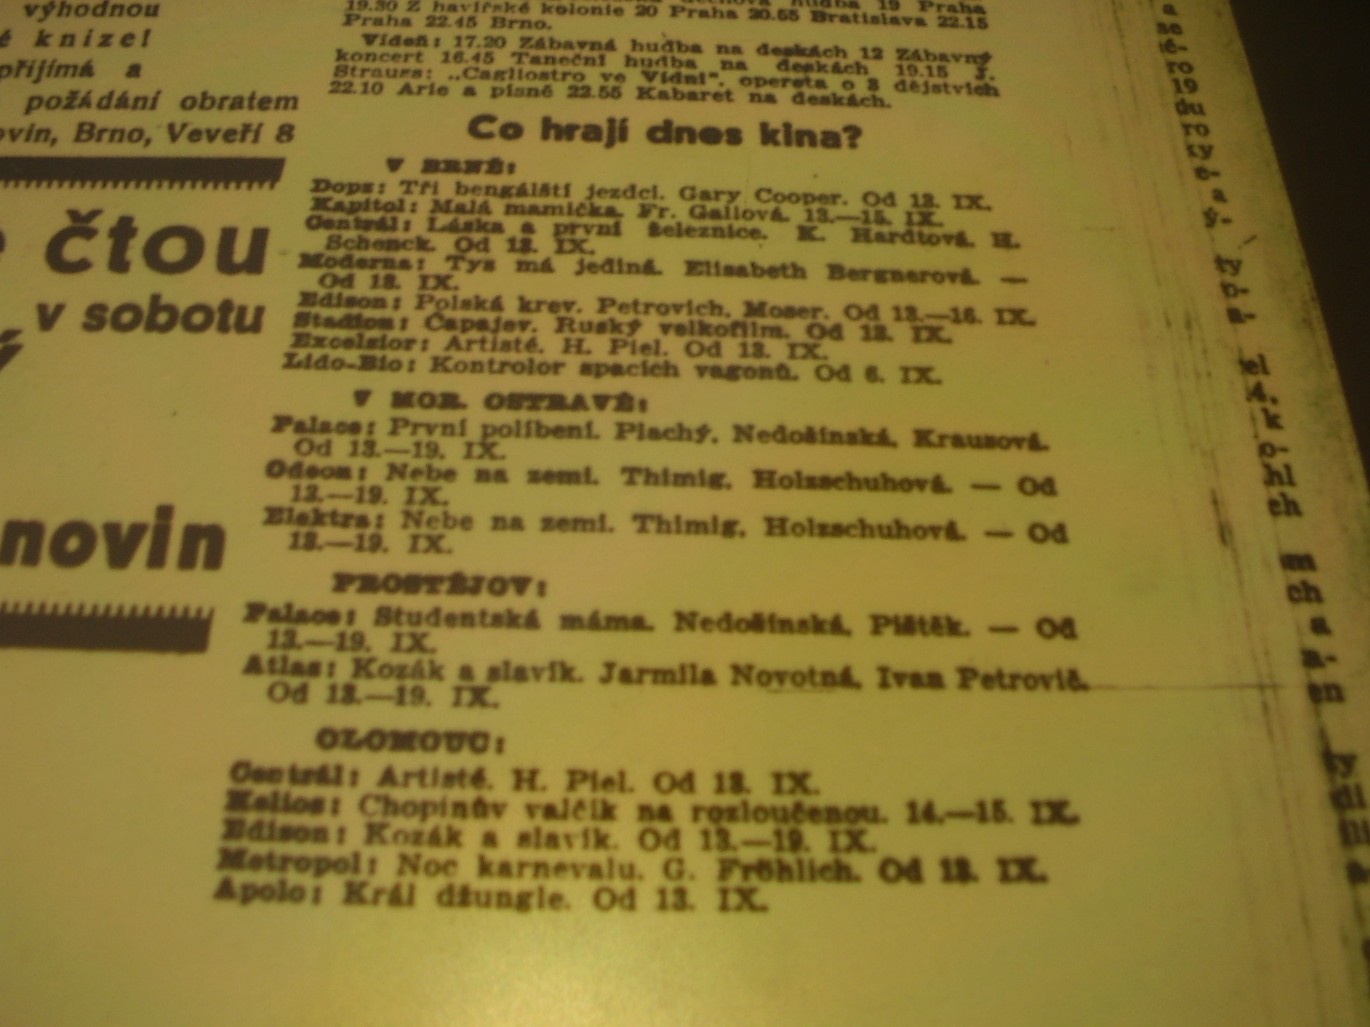 výhodnou
knize!
přijímá a
požádání obratem
Brno, Veveří 8
čtou
v sobotu
novin
19.30 Z havířské kolonie 20 Praha 20.55 Bratislava 22.15
Praha 22.45 Brno.
Vídeň: 17.20 Zábavná hudba na deskách 12 Zábavný
koncert 16.45 Taneční hudba na deskách 19.15 J.
Strauss: „Cagliostro ve Vídni“, opereta o 3 dějstvích
22.10 Arie a písně 22.55 Kabaret na deskách.
Co hrají dnes kina?
V BRNĚ:
Dopz: Tři bengálští jezdci. Gary Cooper. Od 13. IX.
Kapitol: Malá mamička. Fr. Gallová. 13.—15. IX.
Centrál: Láska a první železnice. K. Hardtová. H.
Schenck. Od 13. IX.
Moderna: Tys má jediná. Elisabeth Bergnerová. —
Od 13. IX.
Edison: Polská krev. Petrovich, Moser. Od 13.—16. IX.
Stadion: Čapajev. Ruský velkofilm. Od 13. IX.
Excelsior: Artisté. H. Piel. Od 13. IX.
Lido-Bio: Kontrolor spacích vagonů. Od 6. IX.
V MOR. OSTRAVĚ:
Palace: První políbení. Plachý, Nedošínská, Krausová.
Od 13.—19. IX.
Odeon: Nebe na zemi. Thimig, Holzschuhová. — Od
13.—19. IX.
Elektra: Nebe na zemi. Thimig, Holzschuhová. — Od
13.—19. IX.
PROSTĚJOV:
Palace: Studentská máma. Nedošínská, Pištěk. — Od
13.—19. IX.
Atlas: Kozák a slavík. Jarmila Novotná, Ivan Petrovič.
Od 13.—19. IX.
OLOMOUC:
Centrál: Artisté. H. Piel. Od 13. IX.
Helios: Chopinův valčík na rozloučenou. 14.—15. IX.
Edison: Kozák a slavík. Od 13.—19. IX.
Metropol: Noc karnevalu. G. Fröhlich. Od 13. IX.
Apolo: Král džungle. Od 13. IX.